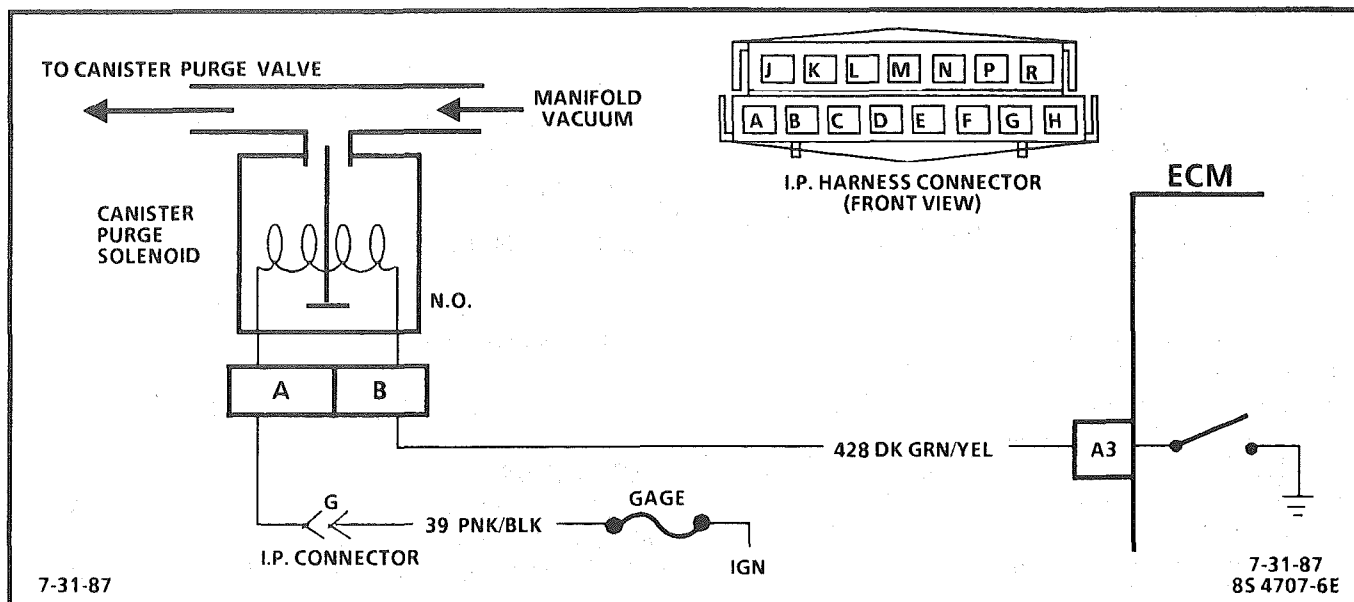 TO CANISTER PURGE VALVE
MANIFOLD
VACUUM
J K L M N P R
A B C D E F G H
I.P. HARNESS CONNECTOR
(FRONT VIEW)
ECM
CANISTER
PURGE
SOLENOID
N.O.
A B
428 DK GRN/YEL
A3
G
39 PNK/BLK
GAGE
I.P. CONNECTOR
IGN
7-31-87
7-31-87
8S 4707-6E